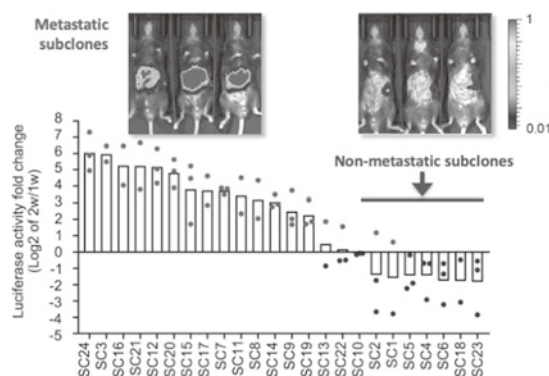 Metastatic
subclones
1
0.01
Non-metastatic subclones
Luciferase activity fold change
(Log2 of 2w/1w)
8
7
6
5
4
3
2
1
0
-1
-2
-3
-4
-5
SC24
SC3
SC16
SC21
SC12
SC20
SC15
SC17
SC7
SC11
SC8
SC14
SC9
SC19
SC13
SC22
SC10
SC2
SC1
SC5
SC4
SC6
SC18
SC23